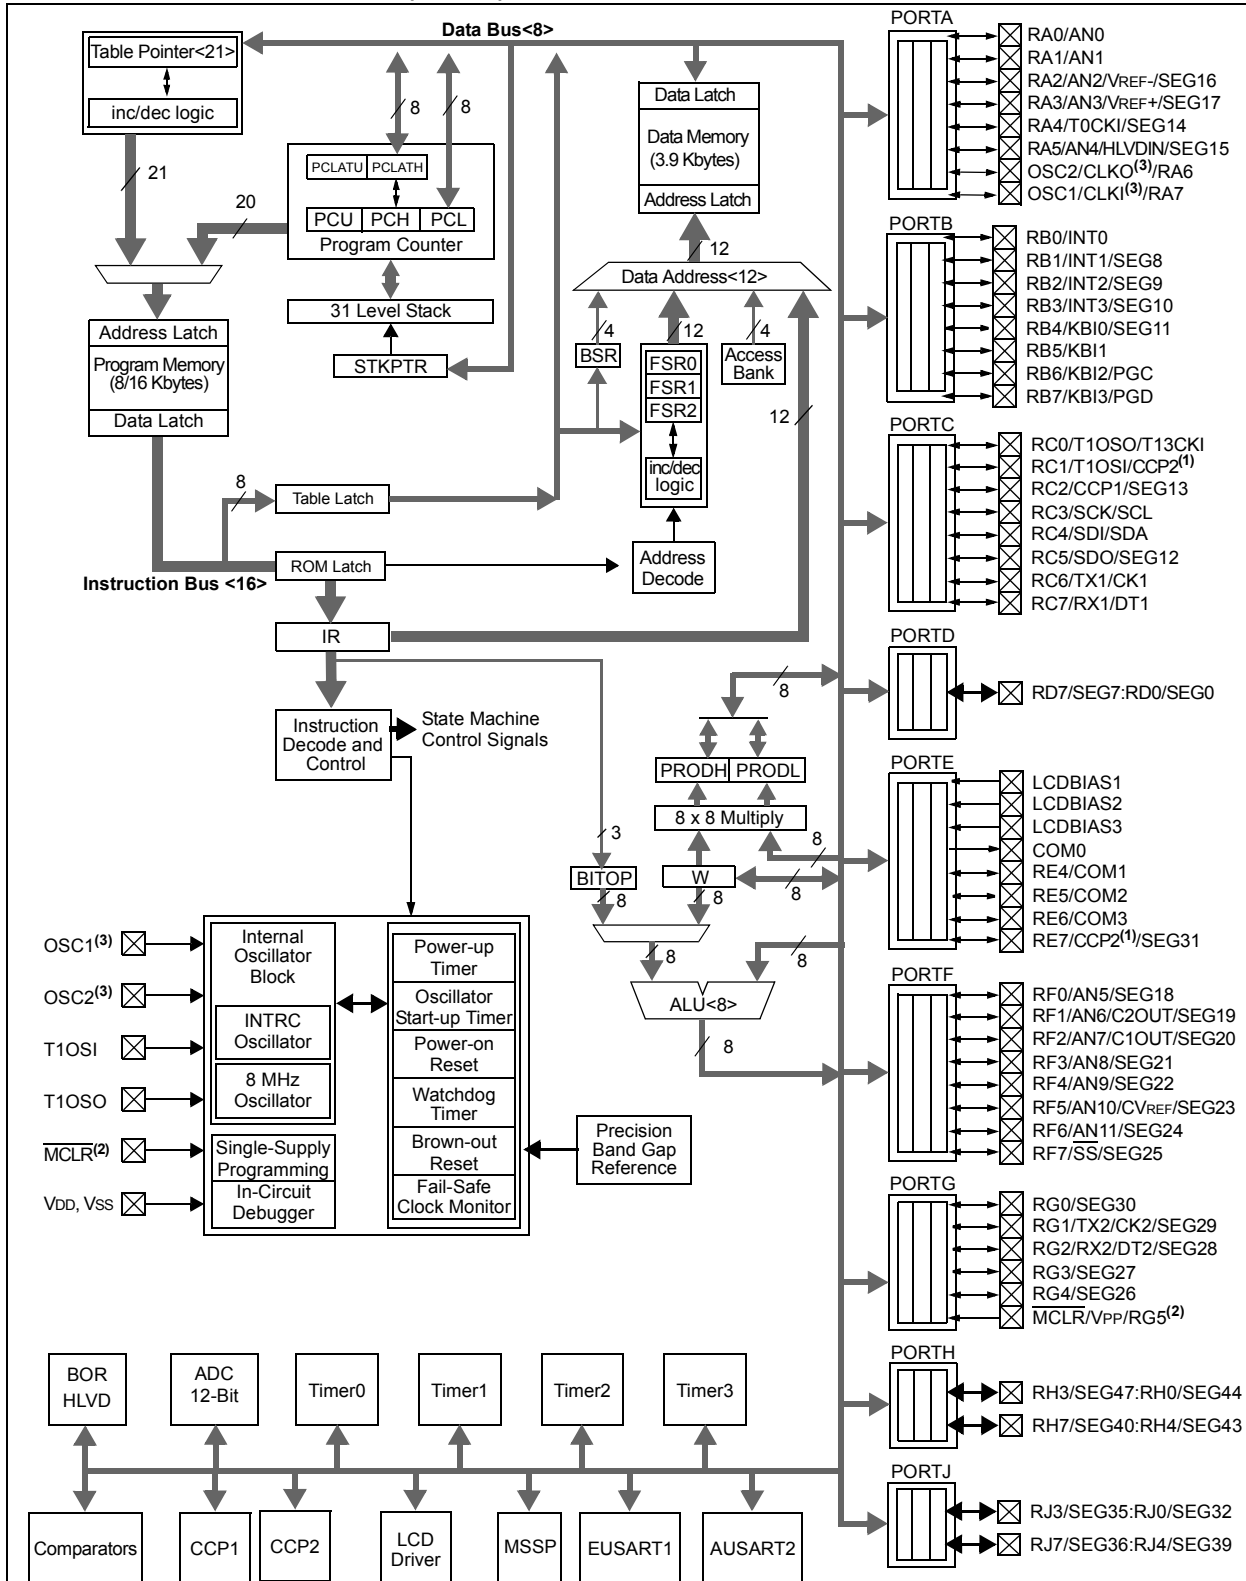 Data Bus<8>
Table Pointer<21>
inc/dec logic
21
20
8
8
PCLATU
PCLATH
PCU
PCH
PCL
Program Counter
31 Level Stack
STKPTR
Address Latch
Program Memory
(8/16 Kbytes)
Data Latch
Instruction Bus <16>
8
Table Latch
ROM Latch
IR
Data Latch
Data Memory
(3.9 Kbytes)
Address Latch
12
Data Address<12>
4
12
4
BSR
FSR0
FSR1
FSR2
inc/dec
logic
Access
Bank
12
Address
Decode
Instruction
Decode and
Control
State Machine
Control Signals
8
PRODH
PRODL
8 x 8 Multiply
3
8
BITOP
W
8
8
8
8
8
ALU<8>
8
OSC1(3)
OSC2(3)
T1OSI
T1OSO
MCLR(2)
VDD, VSS
Internal
Oscillator
Block
INTRC
Oscillator
8 MHz
Oscillator
Single-Supply
Programming
In-Circuit
Debugger
Power-up
Timer
Oscillator
Start-up Timer
Power-on
Reset
Watchdog
Timer
Brown-out
Reset
Fail-Safe
Clock Monitor
Precision
Band Gap
Reference
BOR
HLVD
ADC
12-Bit
Timer0
Timer1
Timer2
Timer3
Comparators
CCP1
CCP2
LCD
Driver
MSSP
EUSART1
AUSART2
PORTA
RA0/AN0
RA1/AN1
RA2/AN2/VREF-/SEG16
RA3/AN3/VREF+/SEG17
RA4/T0CKI/SEG14
RA5/AN4/HLVDIN/SEG15
OSC2/CLKO(3)/RA6
OSC1/CLKI(3)/RA7
PORTB
RB0/INT0
RB1/INT1/SEG8
RB2/INT2/SEG9
RB3/INT3/SEG10
RB4/KBI0/SEG11
RB5/KBI1
RB6/KBI2/PGC
RB7/KBI3/PGD
PORTC
RC0/T1OSO/T13CKI
RC1/T1OSI/CCP2(1)
RC2/CCP1/SEG13
RC3/SCK/SCL
RC4/SDI/SDA
RC5/SDO/SEG12
RC6/TX1/CK1
RC7/RX1/DT1
PORTD
RD7/SEG7:RD0/SEG0
PORTE
LCDBIAS1
LCDBIAS2
LCDBIAS3
COM0
RE4/COM1
RE5/COM2
RE6/COM3
RE7/CCP2(1)/SEG31
PORTF
RF0/AN5/SEG18
RF1/AN6/C2OUT/SEG19
RF2/AN7/C1OUT/SEG20
RF3/AN8/SEG21
RF4/AN9/SEG22
RF5/AN10/CVREF/SEG23
RF6/AN11/SEG24
RF7/SS/SEG25
PORTG
RG0/SEG30
RG1/TX2/CK2/SEG29
RG2/RX2/DT2/SEG28
RG3/SEG27
RG4/SEG26
MCLR/VPP/RG5(2)
PORTH
RH3/SEG47:RH0/SEG44
RH7/SEG40:RH4/SEG43
PORTJ
RJ3/SEG35:RJ0/SEG32
RJ7/SEG36:RJ4/SEG39